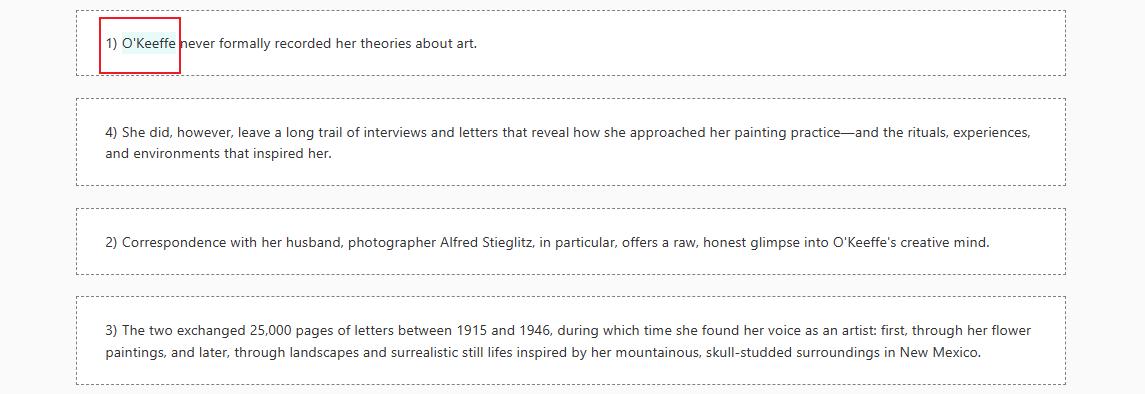 1) O'Keeffe never formally recorded her theories about art.
4) She did, however, leave a long trail of interviews and letters that reveal how she approached her painting practice—and the rituals, experiences,
and environments that inspired her.
2) Correspondence with her husband, photographer Alfred Stieglitz, in particular, offers a raw, honest glimpse into O'Keeffe's creative mind.
3) The two exchanged 25,000 pages of letters between 1915 and 1946, during which time she found her voice as an artist: first, through her flower
paintings, and later, through landscapes and surrealistic still lifes inspired by her mountainous, skull-studded surroundings in New Mexico.